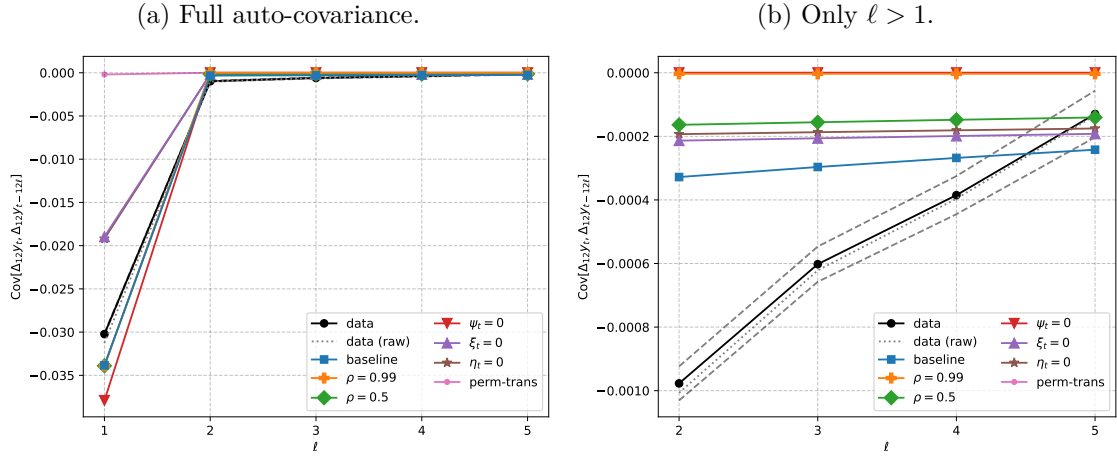 (a) Full auto-covariance.
0.000
−0.005
−0.010
−0.015
−0.020
−0.025
−0.030
−0.035
Cov[Δ₁₂yₜ, Δ₁₂yₜ₋₁₂ℓ]
1 2 3 4 5
ℓ
data
data (raw)
baseline
ρ = 0.99
ρ = 0.5
ψₜ = 0
ξₜ = 0
ηₜ = 0
perm-trans
(b) Only ℓ > 1.
0.0000
−0.0002
−0.0004
−0.0006
−0.0008
−0.0010
Cov[Δ₁₂yₜ, Δ₁₂yₜ₋₁₂ℓ]
2 3 4 5
ℓ
data
data (raw)
baseline
ρ = 0.99
ρ = 0.5
ψₜ = 0
ξₜ = 0
ηₜ = 0
perm-trans